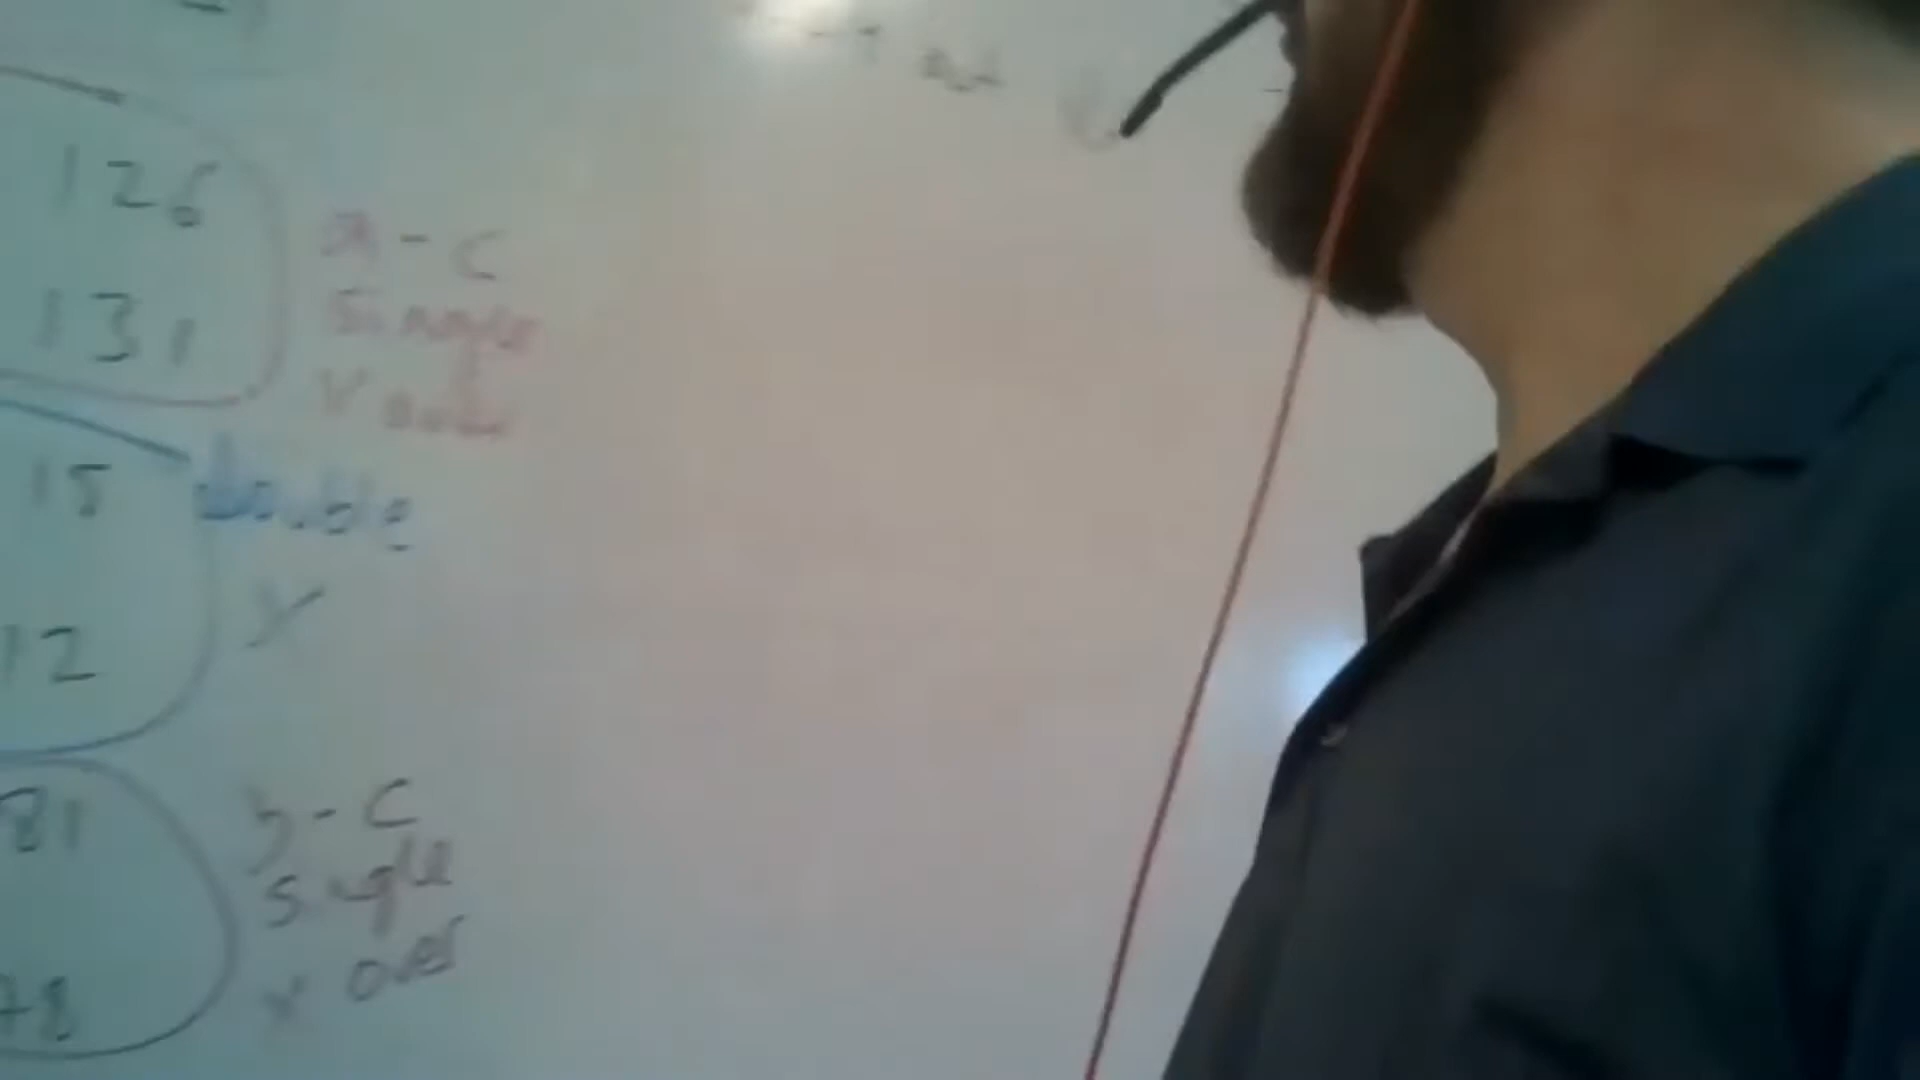 126
a - c
131
single
x over
15
double
12
x
81
b - c
single
x over
78